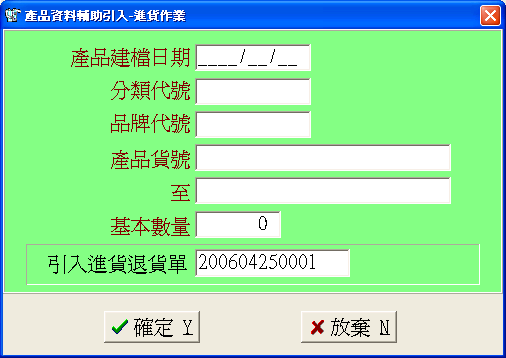 產品資料輔助引入-進貨作業
產品建檔日期 ____/__/__
分類代號
品牌代號
產品貨號
至
基本數量 0
引入進貨退貨單 200604250001
確定 Y 放棄 N